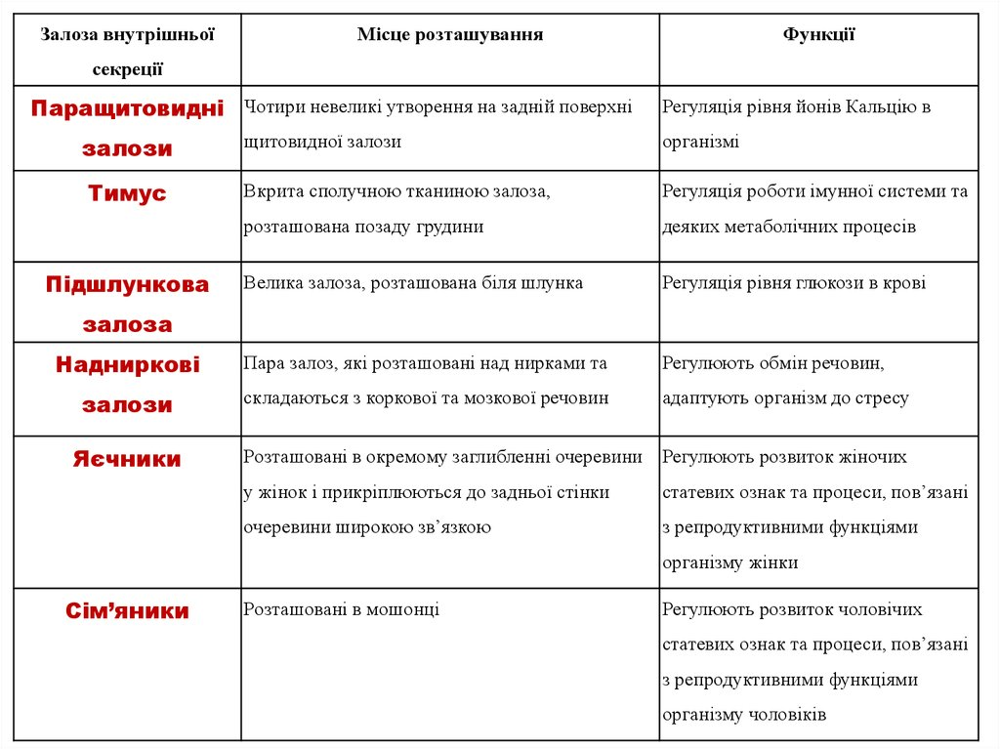 Залоза внутрішньої
секреції
Місце розташування
Функції
Паращитовидні
залози
Чотири невеликі утворення на задній поверхні
щитовидної залози
Регуляція рівня йонів Кальцію в
організмі
Тимус
Вкрита сполучною тканиною залоза,
розташована позаду грудини
Регуляція роботи імунної системи та
деяких метаболічних процесів
Підшлункова
залоза
Велика залоза, розташована біля шлунка
Регуляція рівня глюкози в крові
Надниркові
залози
Пара залоз, які розташовані над нирками та
складаються з коркової та мозкової речовин
Регулюють обмін речовин,
адаптують організм до стресу
Яєчники
Розташовані в окремому заглибленні очеревини
у жінок і прикріплюються до задньої стінки
очеревини широкою зв’язкою
Регулюють розвиток жіночих
статевих ознак та процеси, пов’язані
з репродуктивними функціями
організму жінки
Сім’яники
Розташовані в мошонці
Регулюють розвиток чоловічих
статевих ознак та процеси, пов’язані
з репродуктивними функціями
організму чоловіків